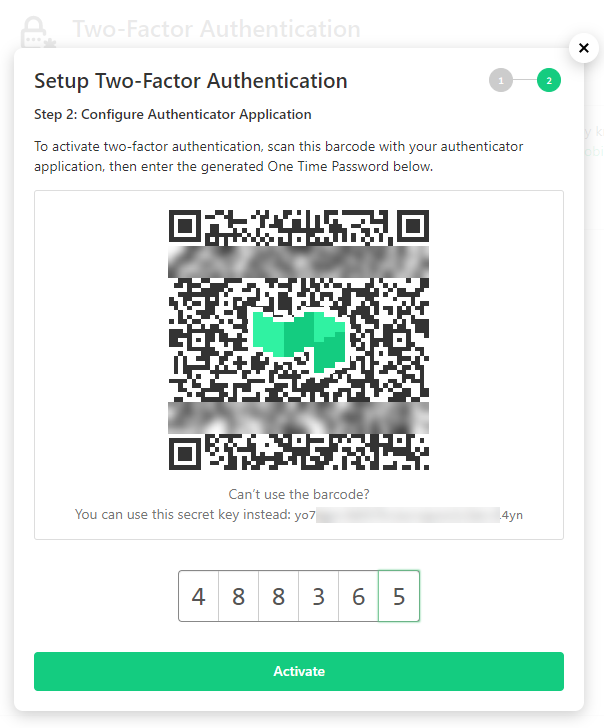 Two-Factor Authentication
Setup Two-Factor Authentication
1
2
Step 2: Configure Authenticator Application
To activate two-factor authentication, scan this barcode with your authenticator
application, then enter the generated One Time Password below.
Can't use the barcode?
You can use this secret key instead: yo7 4yn
4 8 8 3 6 5
Activate